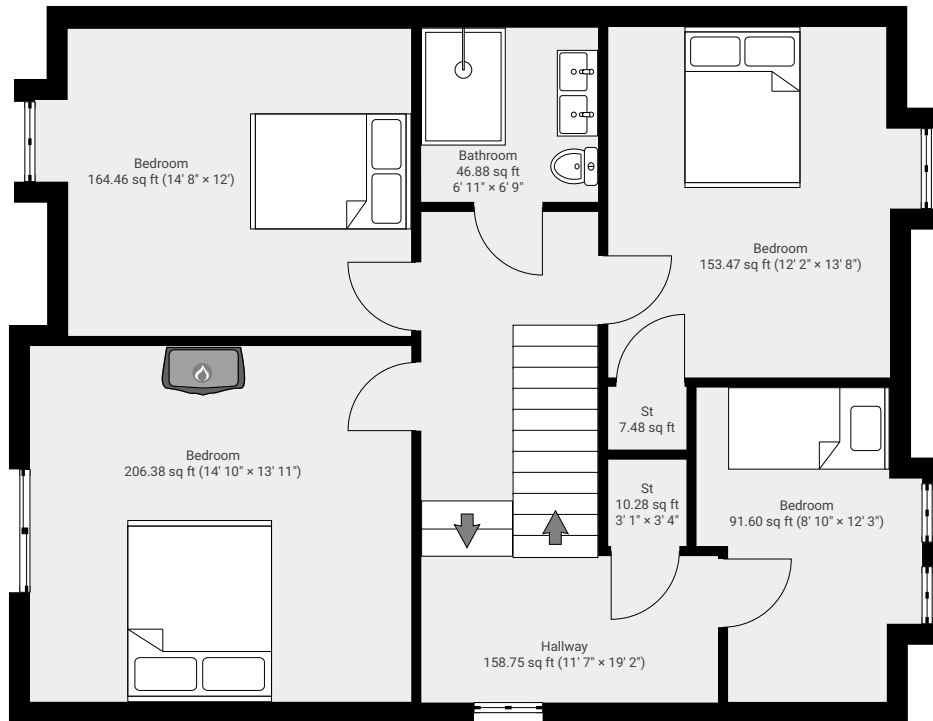 Bedroom
164.46 sq ft (14' 8" × 12')
Bathroom
46.88 sq ft
6' 11" × 6' 9"
Bedroom
153.47 sq ft (12' 2" × 13' 8")
Bedroom
206.38 sq ft (14' 10" × 13' 11")
St
7.48 sq ft
St
10.28 sq ft
3' 1" × 3' 4"
Bedroom
91.60 sq ft (8' 10" × 12' 3")
Hallway
158.75 sq ft (11' 7" × 19' 2")